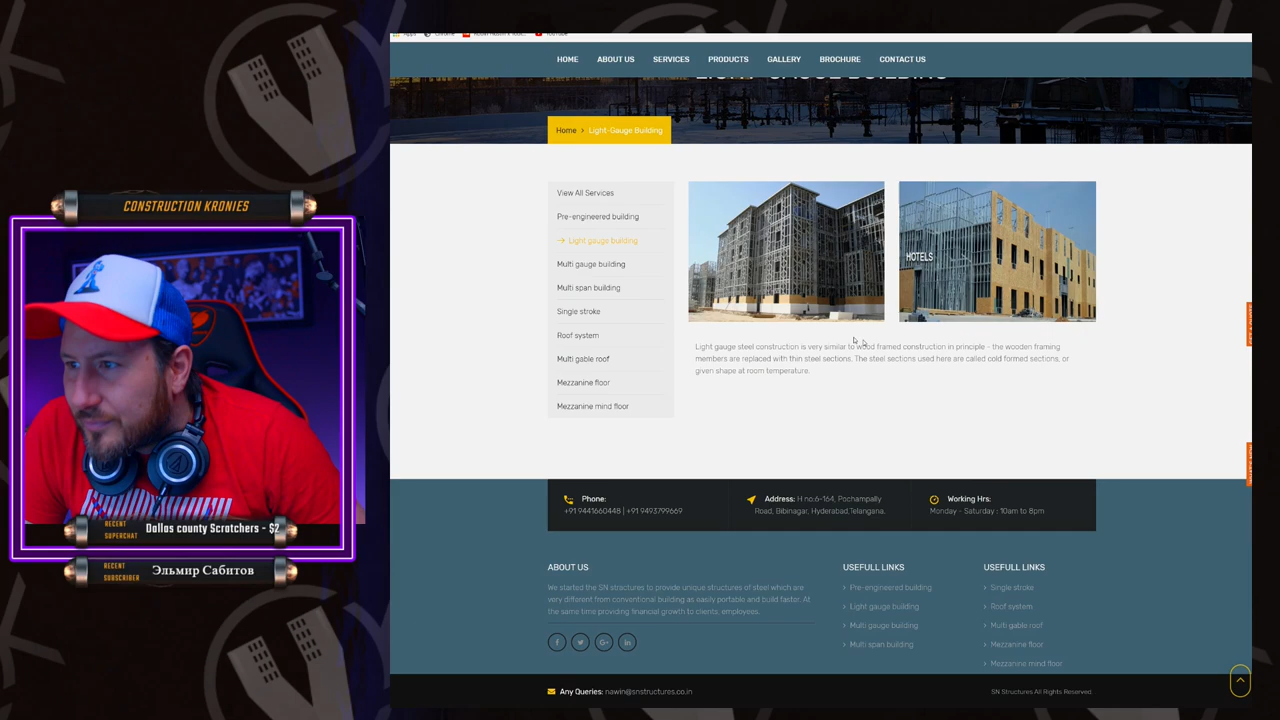 CONSTRUCTION KRONIES
RECENT SUPERCHAT
Dallas county Scratchers - $2
RECENT SUBSCRIBER
Эльмир Сабитов
HOME ABOUT US SERVICES PRODUCTS GALLERY BROCHURE CONTACT US
LIGHT-GAUGE BUILDING
Home > Light-Gauge Building
View All Services
Pre-engineered building
Light gauge building
Multi gauge building
Multi span building
Single stroke
Roof system
Multi gable roof
Mezzanine floor
Mezzanine mind floor
HOTELS
Light gauge steel construction is very similar to wood framed construction in principle - the wooden framing
members are replaced with thin steel sections. The steel sections used here are called cold formed sections, or
given shape at room temperature.
Phone:
+91 9441660448 | +91 9493799669
Address: H no:6-164, Pochampally
Road, Bibinagar, Hyderabad,Telangana.
Working Hrs:
Monday - Saturday : 10am to 8pm
ABOUT US
We started the SN structures to provide unique structures of steel which are
very different from conventional building as easily portable and build faster. At
the same time providing financial growth to clients, employees.
USEFULL LINKS
Pre-engineered building
Light gauge building
Multi gauge building
Multi span building
USEFULL LINKS
Single stroke
Roof system
Multi gable roof
Mezzanine floor
Mezzanine mind floor
Any Queries: nawin@snstructures.co.in
SN Structures All Rights Reserved.